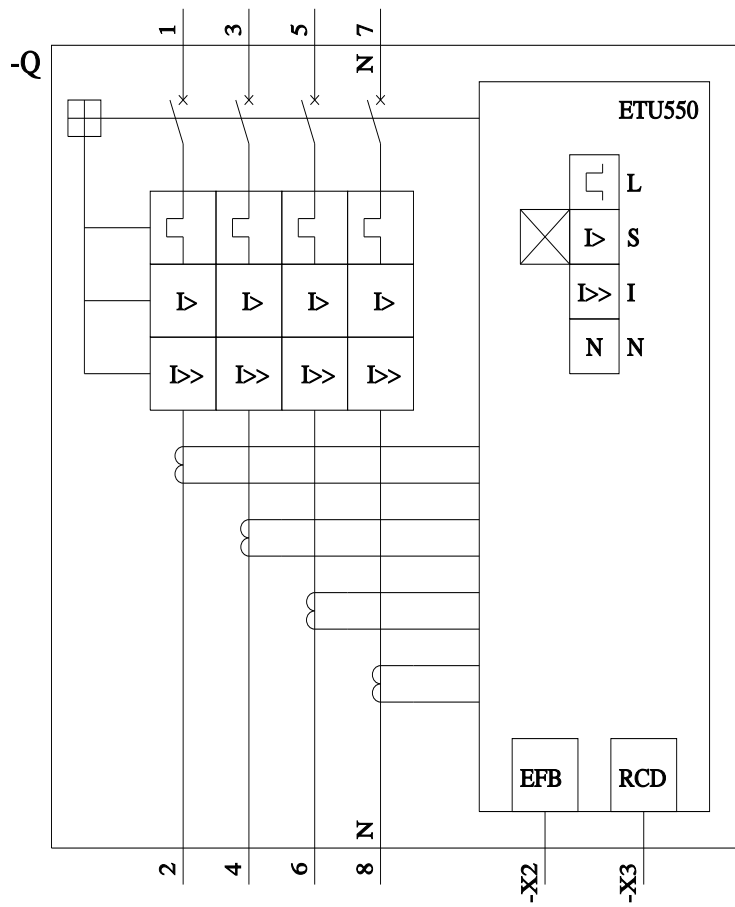 1 3 5 7
-Q N
ETU550
L
I> S
I> I> I> I>
I>> I
N N
I>> I>> I>> I>>
EFB RCD
N
2 4 6 8
-X2 -X3